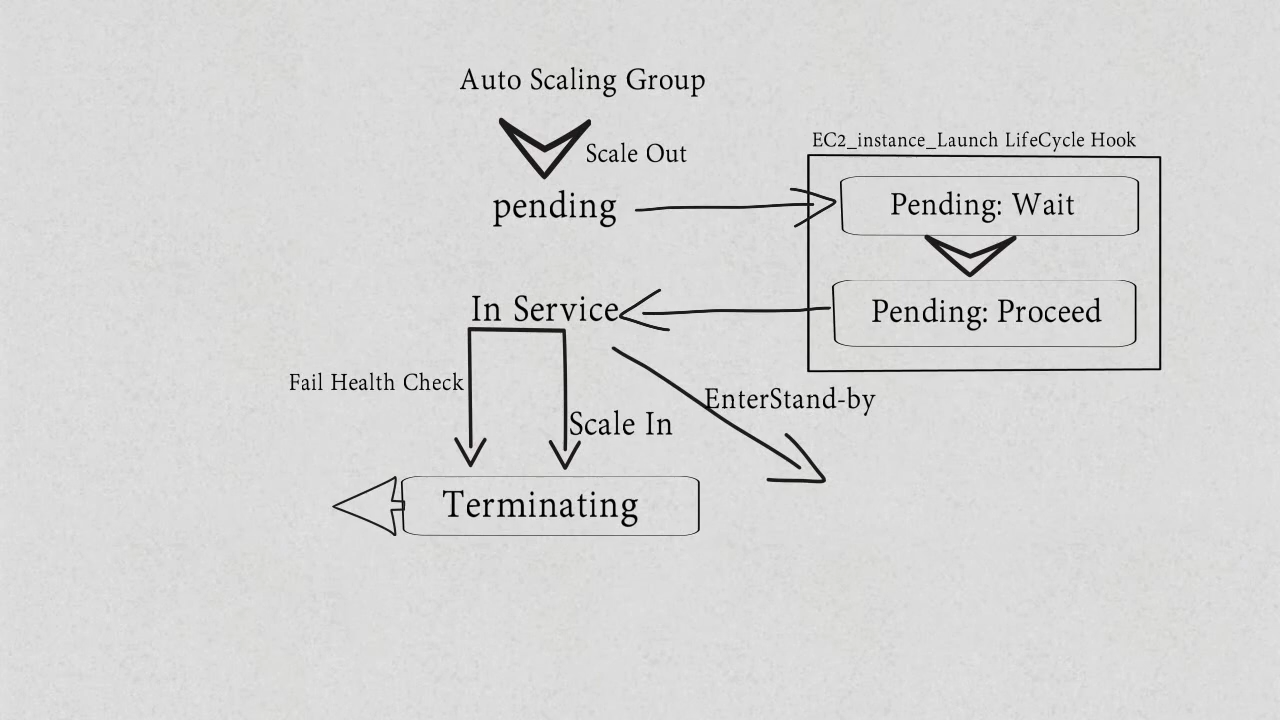 Auto Scaling Group
Scale Out
EC2_instance_Launch LifeCycle Hook
pending
Pending: Wait
In Service
Pending: Proceed
Fail Health Check
EnterStand-by
Scale In
Terminating